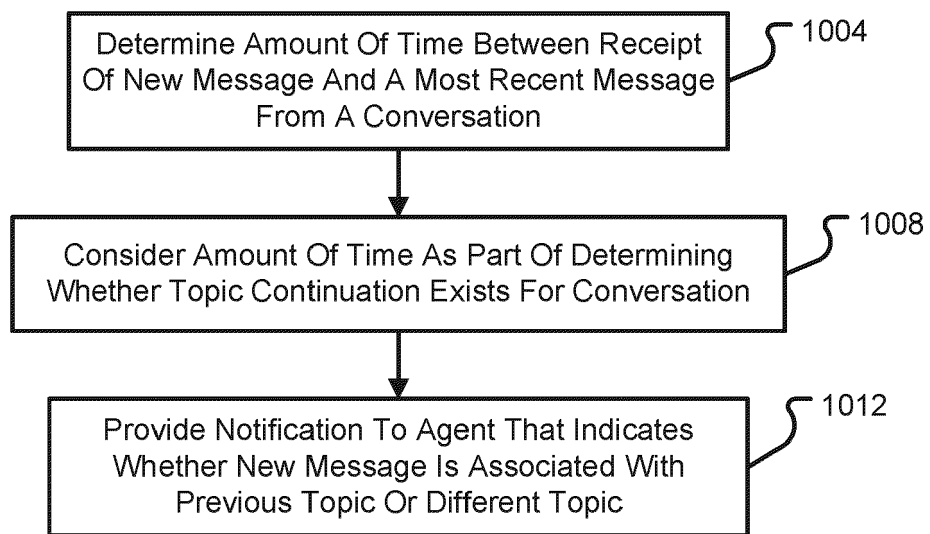 Determine Amount Of Time Between Receipt
Of New Message And A Most Recent Message
From A Conversation
1004
Consider Amount Of Time As Part Of Determining
Whether Topic Continuation Exists For Conversation
1008
Provide Notification To Agent That Indicates
Whether New Message Is Associated With
Previous Topic Or Different Topic
1012